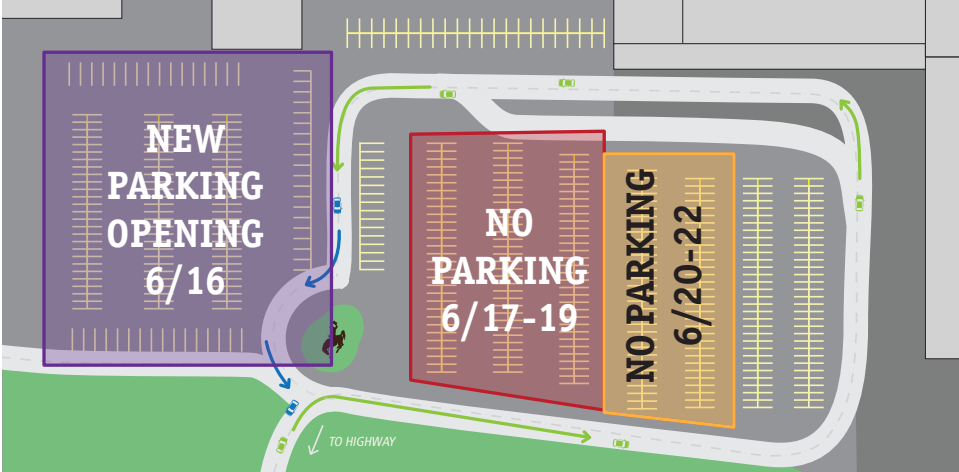 NEW
PARKING
OPENING
6/16
NO
PARKING
6/17-19
NO PARKING
6/20-22
TO HIGHWAY